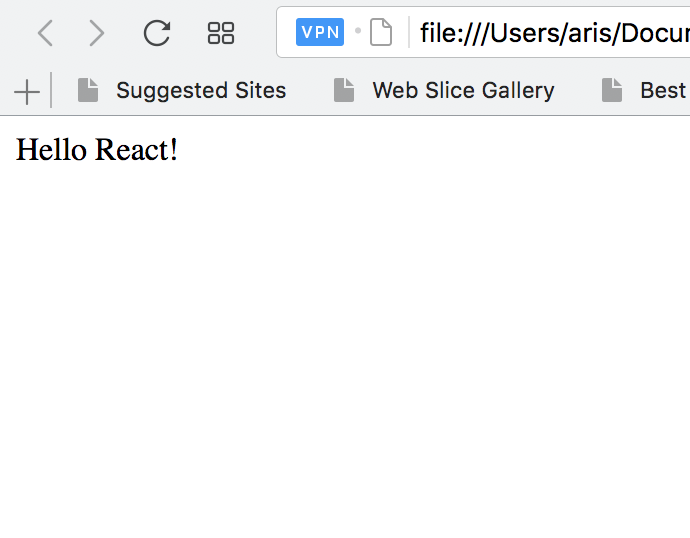 VPN file:///Users/aris/Docu
Suggested Sites Web Slice Gallery Best
Hello React!